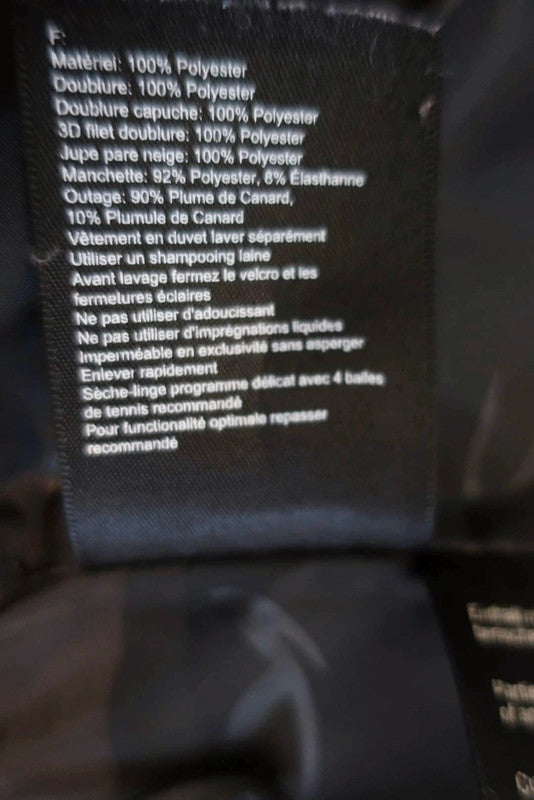 F:
Matériel: 100% Polyester
Doublure: 100% Polyester
Doublure capuche: 100% Polyester
3D filet doublure: 100% Polyester
Jupe pare neige: 100% Polyester
Manchette: 92% Polyester, 8% Élasthanne
Outage: 90% Plume de Canard,
10% Plumule de Canard
Vêtement en duvet laver séparément
Utiliser un shampooing laine
Avant lavage fermez le velcro et les
fermetures éclaires
Ne pas utiliser d'adoucissant
Ne pas utiliser d'imprégnations liquides
Imperméable en exclusivité sans asperger
Enlever rapidement
Sèche-linge programme délicat avec 4 balles
de tennis recommandé
Pour functionalité optimale repasser
recommandé